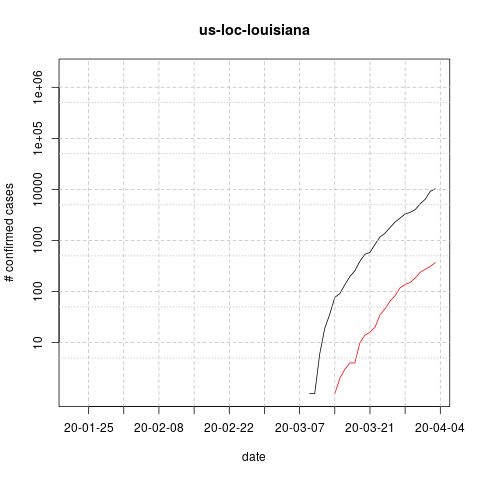 us-loc-louisiana
# confirmed cases
1e+06
1e+05
10000
1000
100
10
20-01-25 20-02-08 20-02-22 20-03-07 20-03-21 20-04-04
date